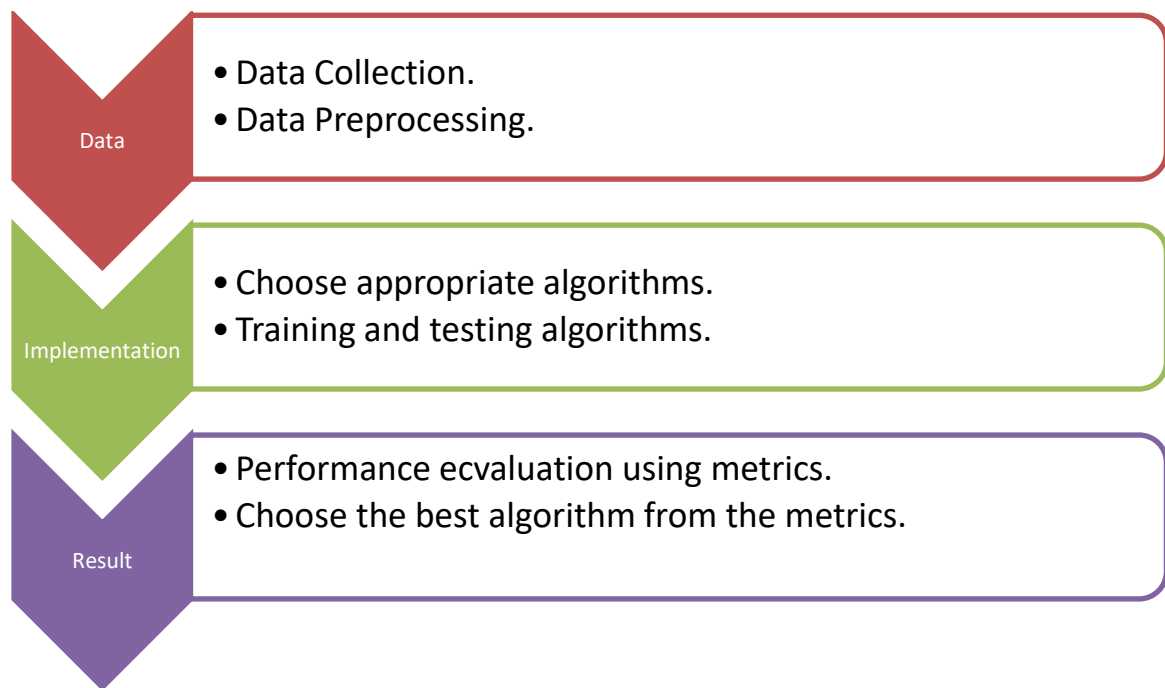 Data
• Data Collection.
• Data Preprocessing.
Implementation
• Choose appropriate algorithms.
• Training and testing algorithms.
Result
• Performance ecvaluation using metrics.
• Choose the best algorithm from the metrics.